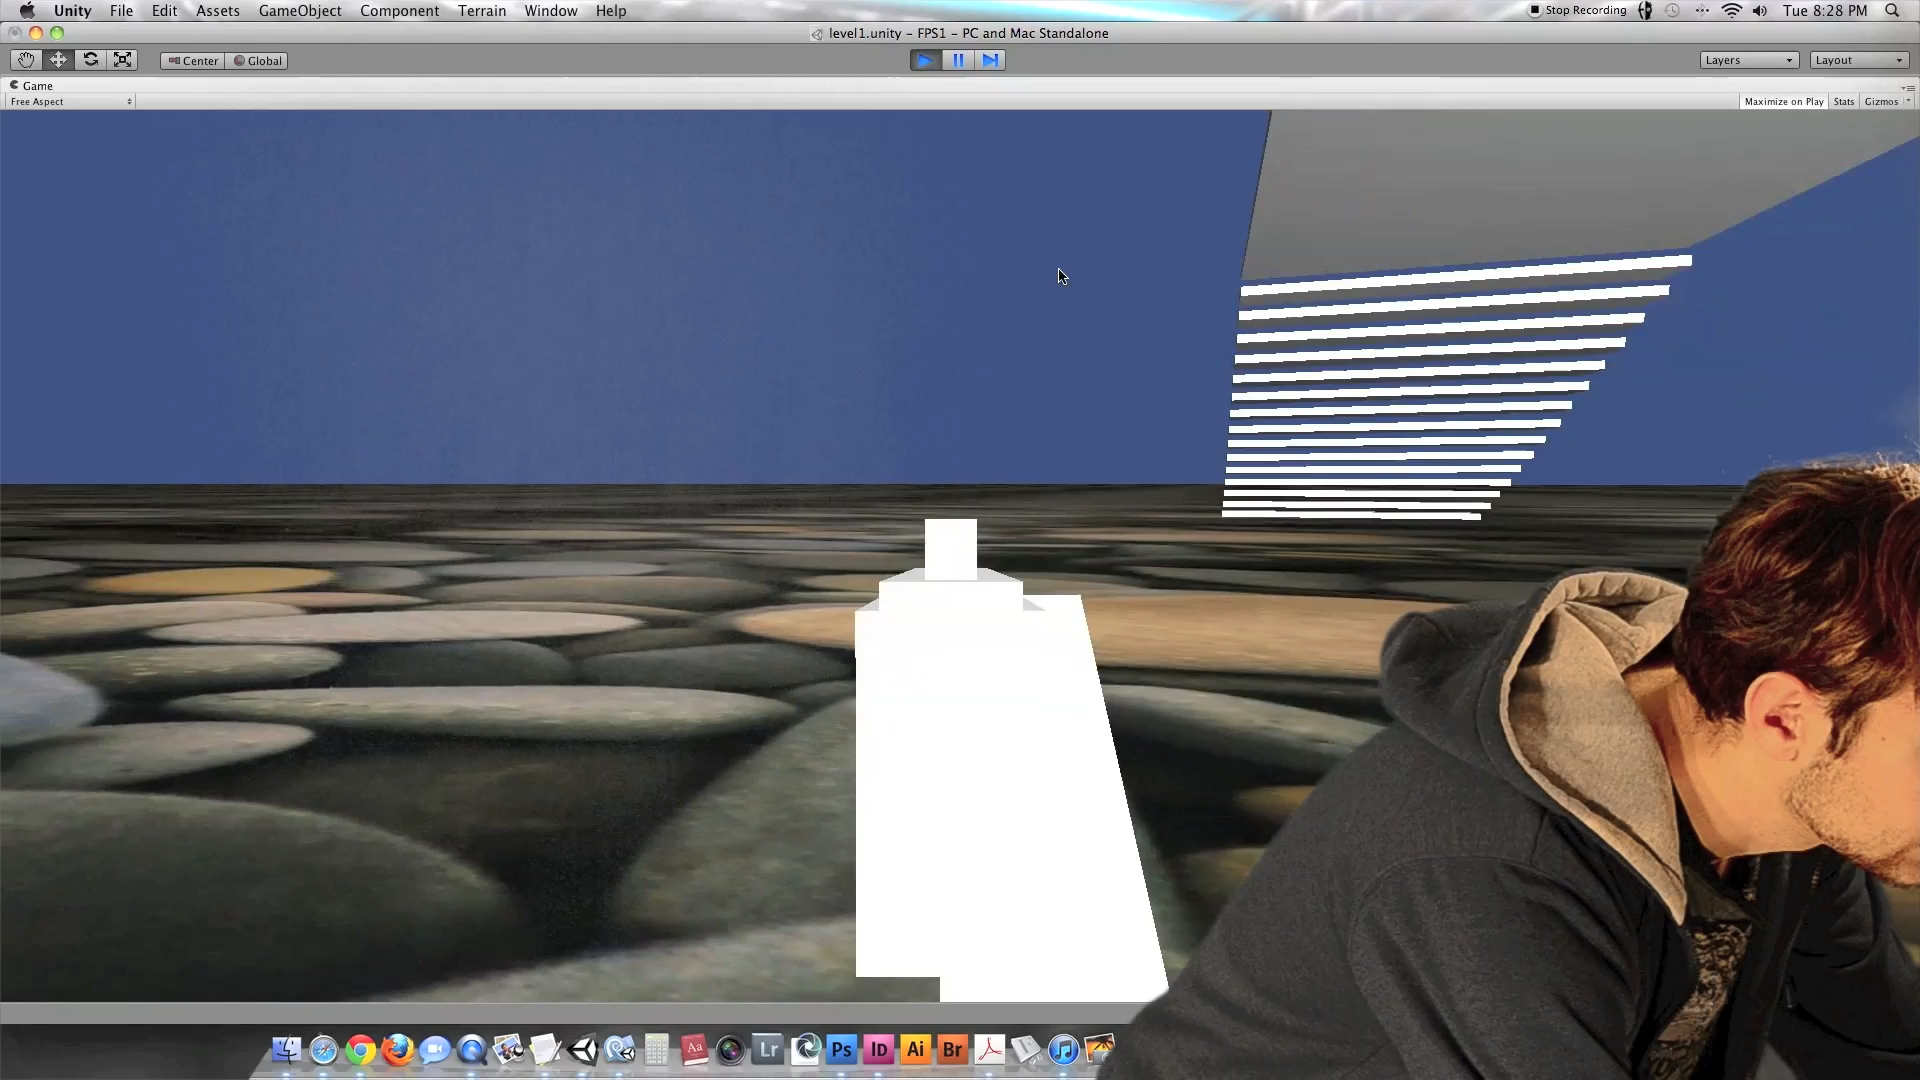 Unity File Edit Assets GameObject Component Terrain Window Help Stop Recording Tue 8:28 PM
level1.unity - FPS1 - PC and Mac Standalone
Center Global Layers Layout
Game
Free Aspect Maximize on Play Stats Gizmos
Aa Lr Ps ID Ai Br